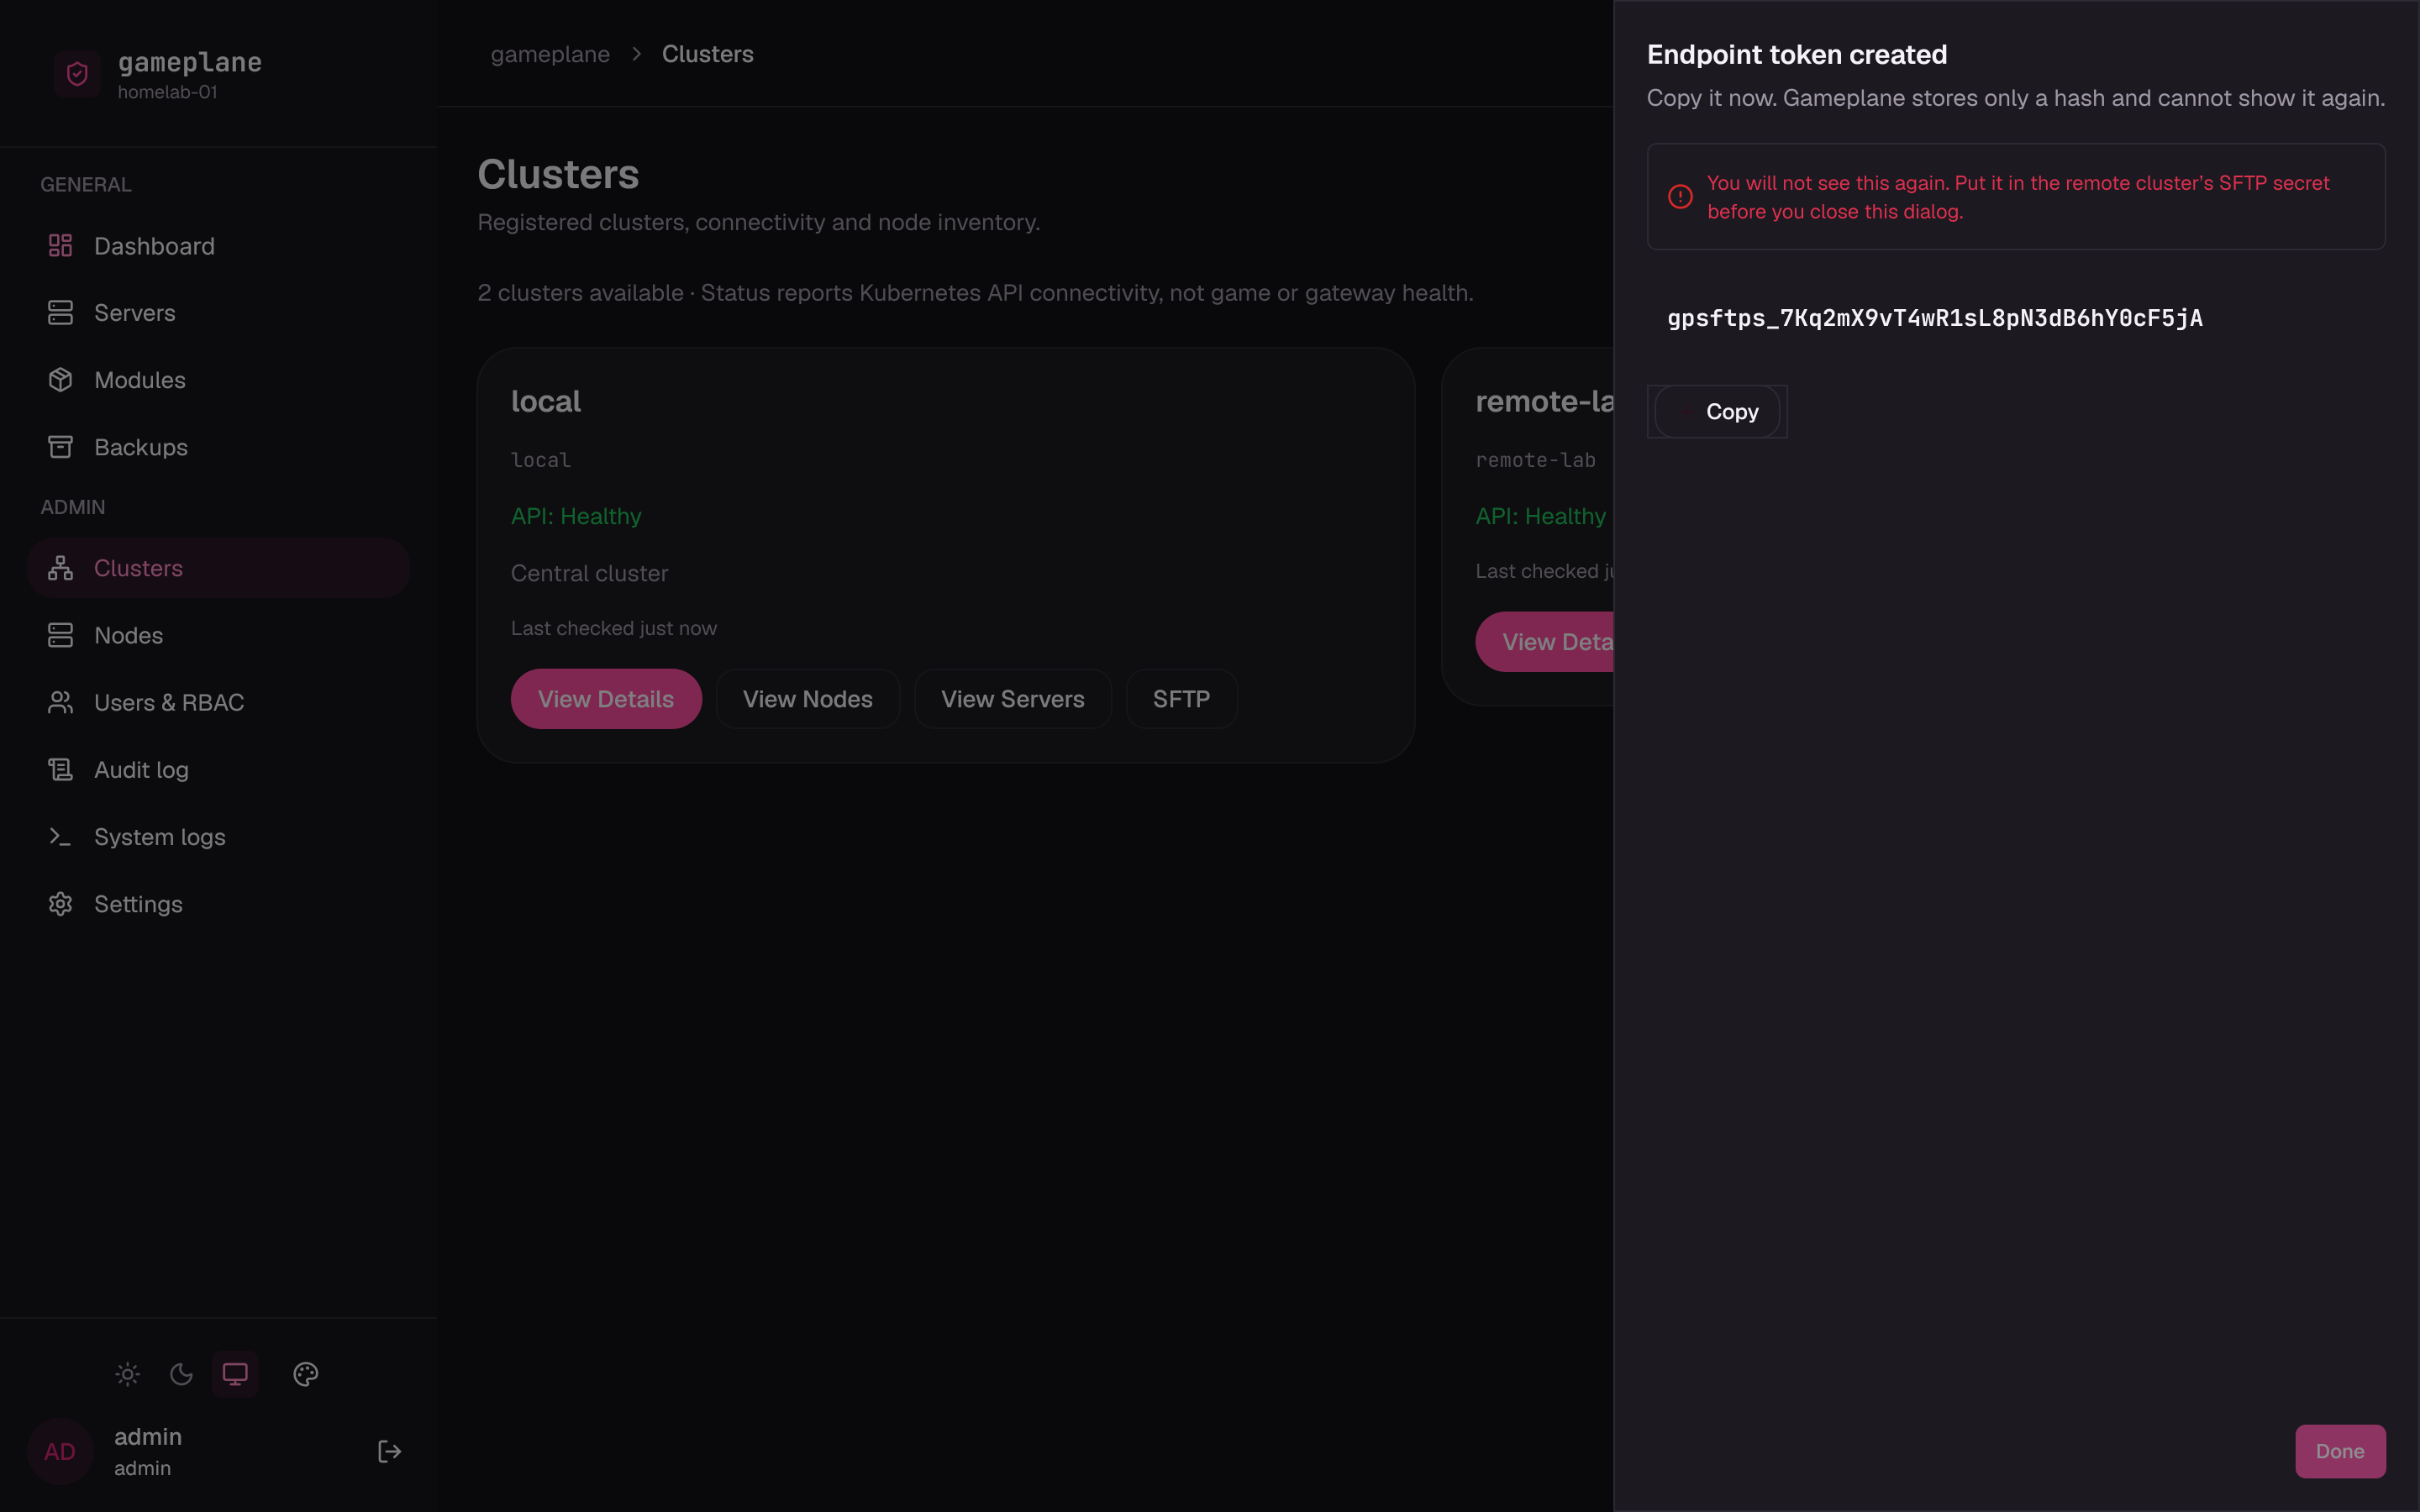 gameplane
homelab-01
GENERAL
Dashboard
Servers
Modules
Backups
ADMIN
Clusters
Nodes
Users & RBAC
Audit log
System logs
Settings
AD
admin
admin
gameplane > Clusters
Clusters
Registered clusters, connectivity and node inventory.
2 clusters available · Status reports Kubernetes API connectivity, not game or gateway health.
local
local
API: Healthy
Central cluster
Last checked just now
View Details
View Nodes
View Servers
SFTP
remote-la
remote-lab
API: Healthy
Last checked
View Deta
Endpoint token created
Copy it now. Gameplane stores only a hash and cannot show it again.
You will not see this again. Put it in the remote cluster’s SFTP secret
before you close this dialog.
gpsftps_7Kq2mX9vT4wR1sL8pN3dB6hY0cF5jA
Copy
Done